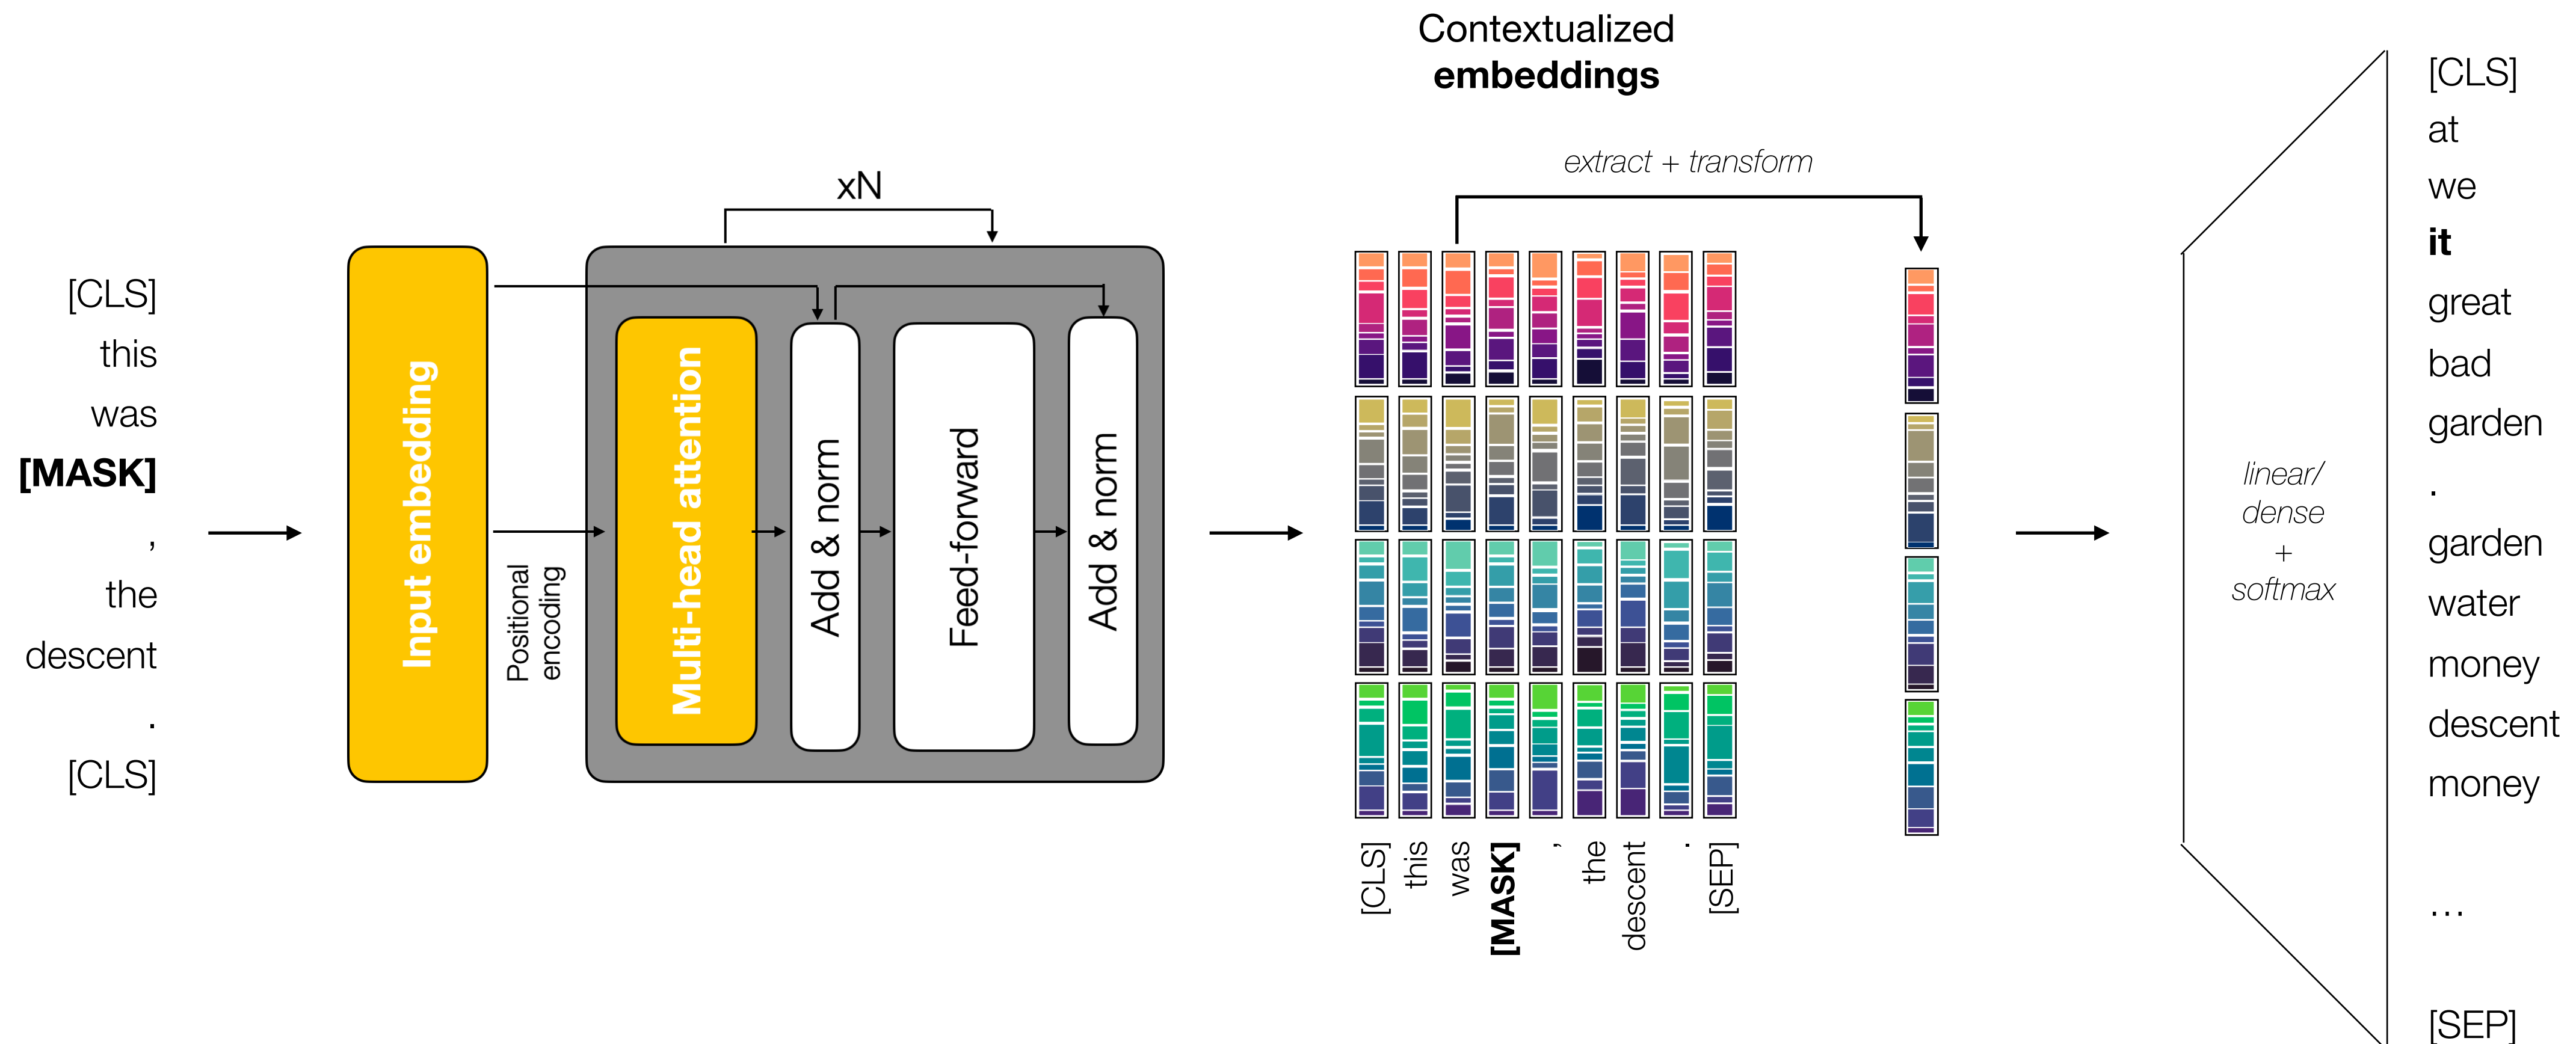 [CLS]
this
was
[MASK]
,
the
descent
.
[CLS]
Input embedding
Positional
encoding
xN
Multi-head attention
Add & norm
Feed-forward
Add & norm
Contextualized
embeddings
extract + transform
[CLS]
this
was
[MASK]
,
the
descent
.
[SEP]
linear/
dense
+
softmax
[CLS]
at
we
it
great
bad
garden
.
garden
water
money
descent
money
...
[SEP]